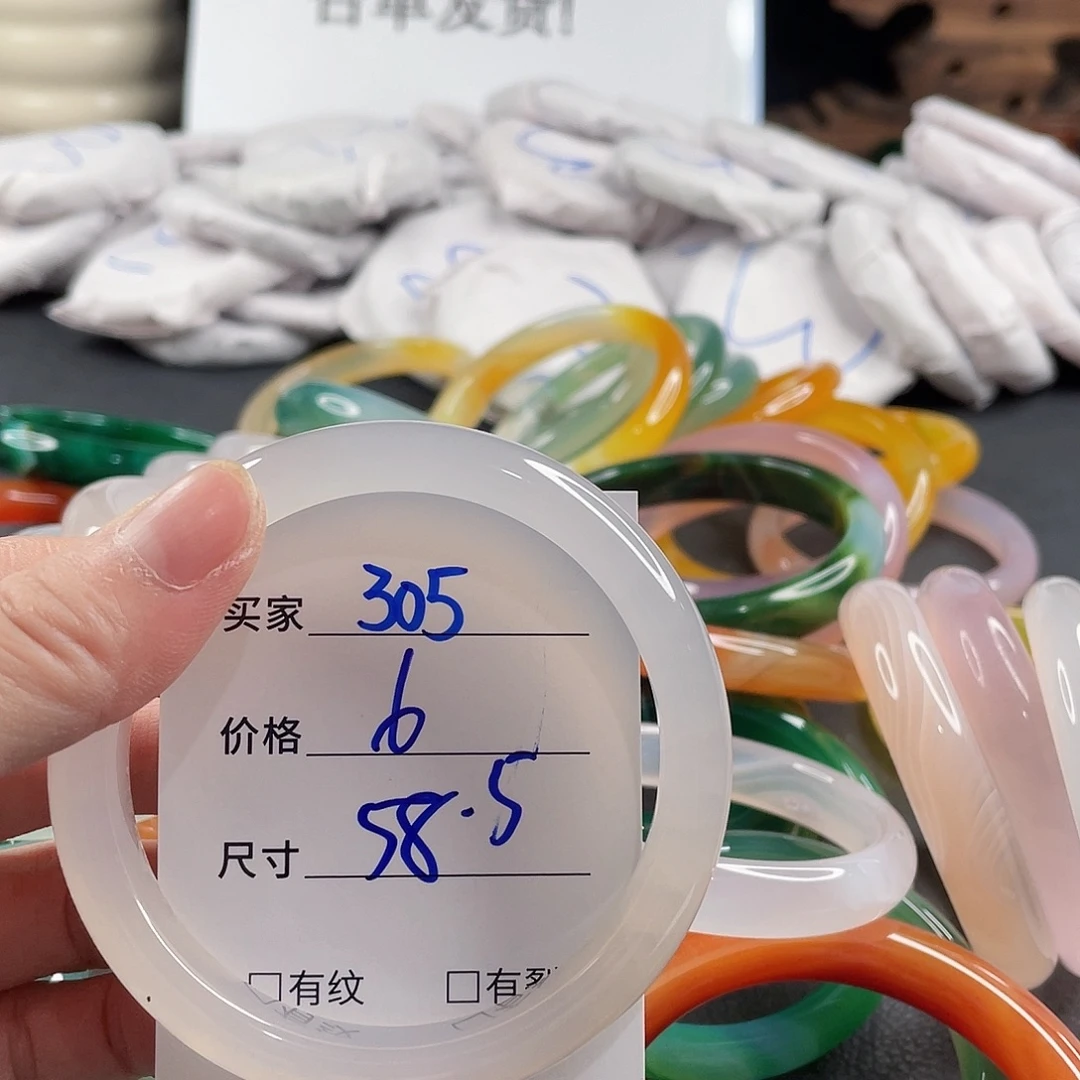 买家 305
价格 6
尺寸 58.5
□有纹 □有裂